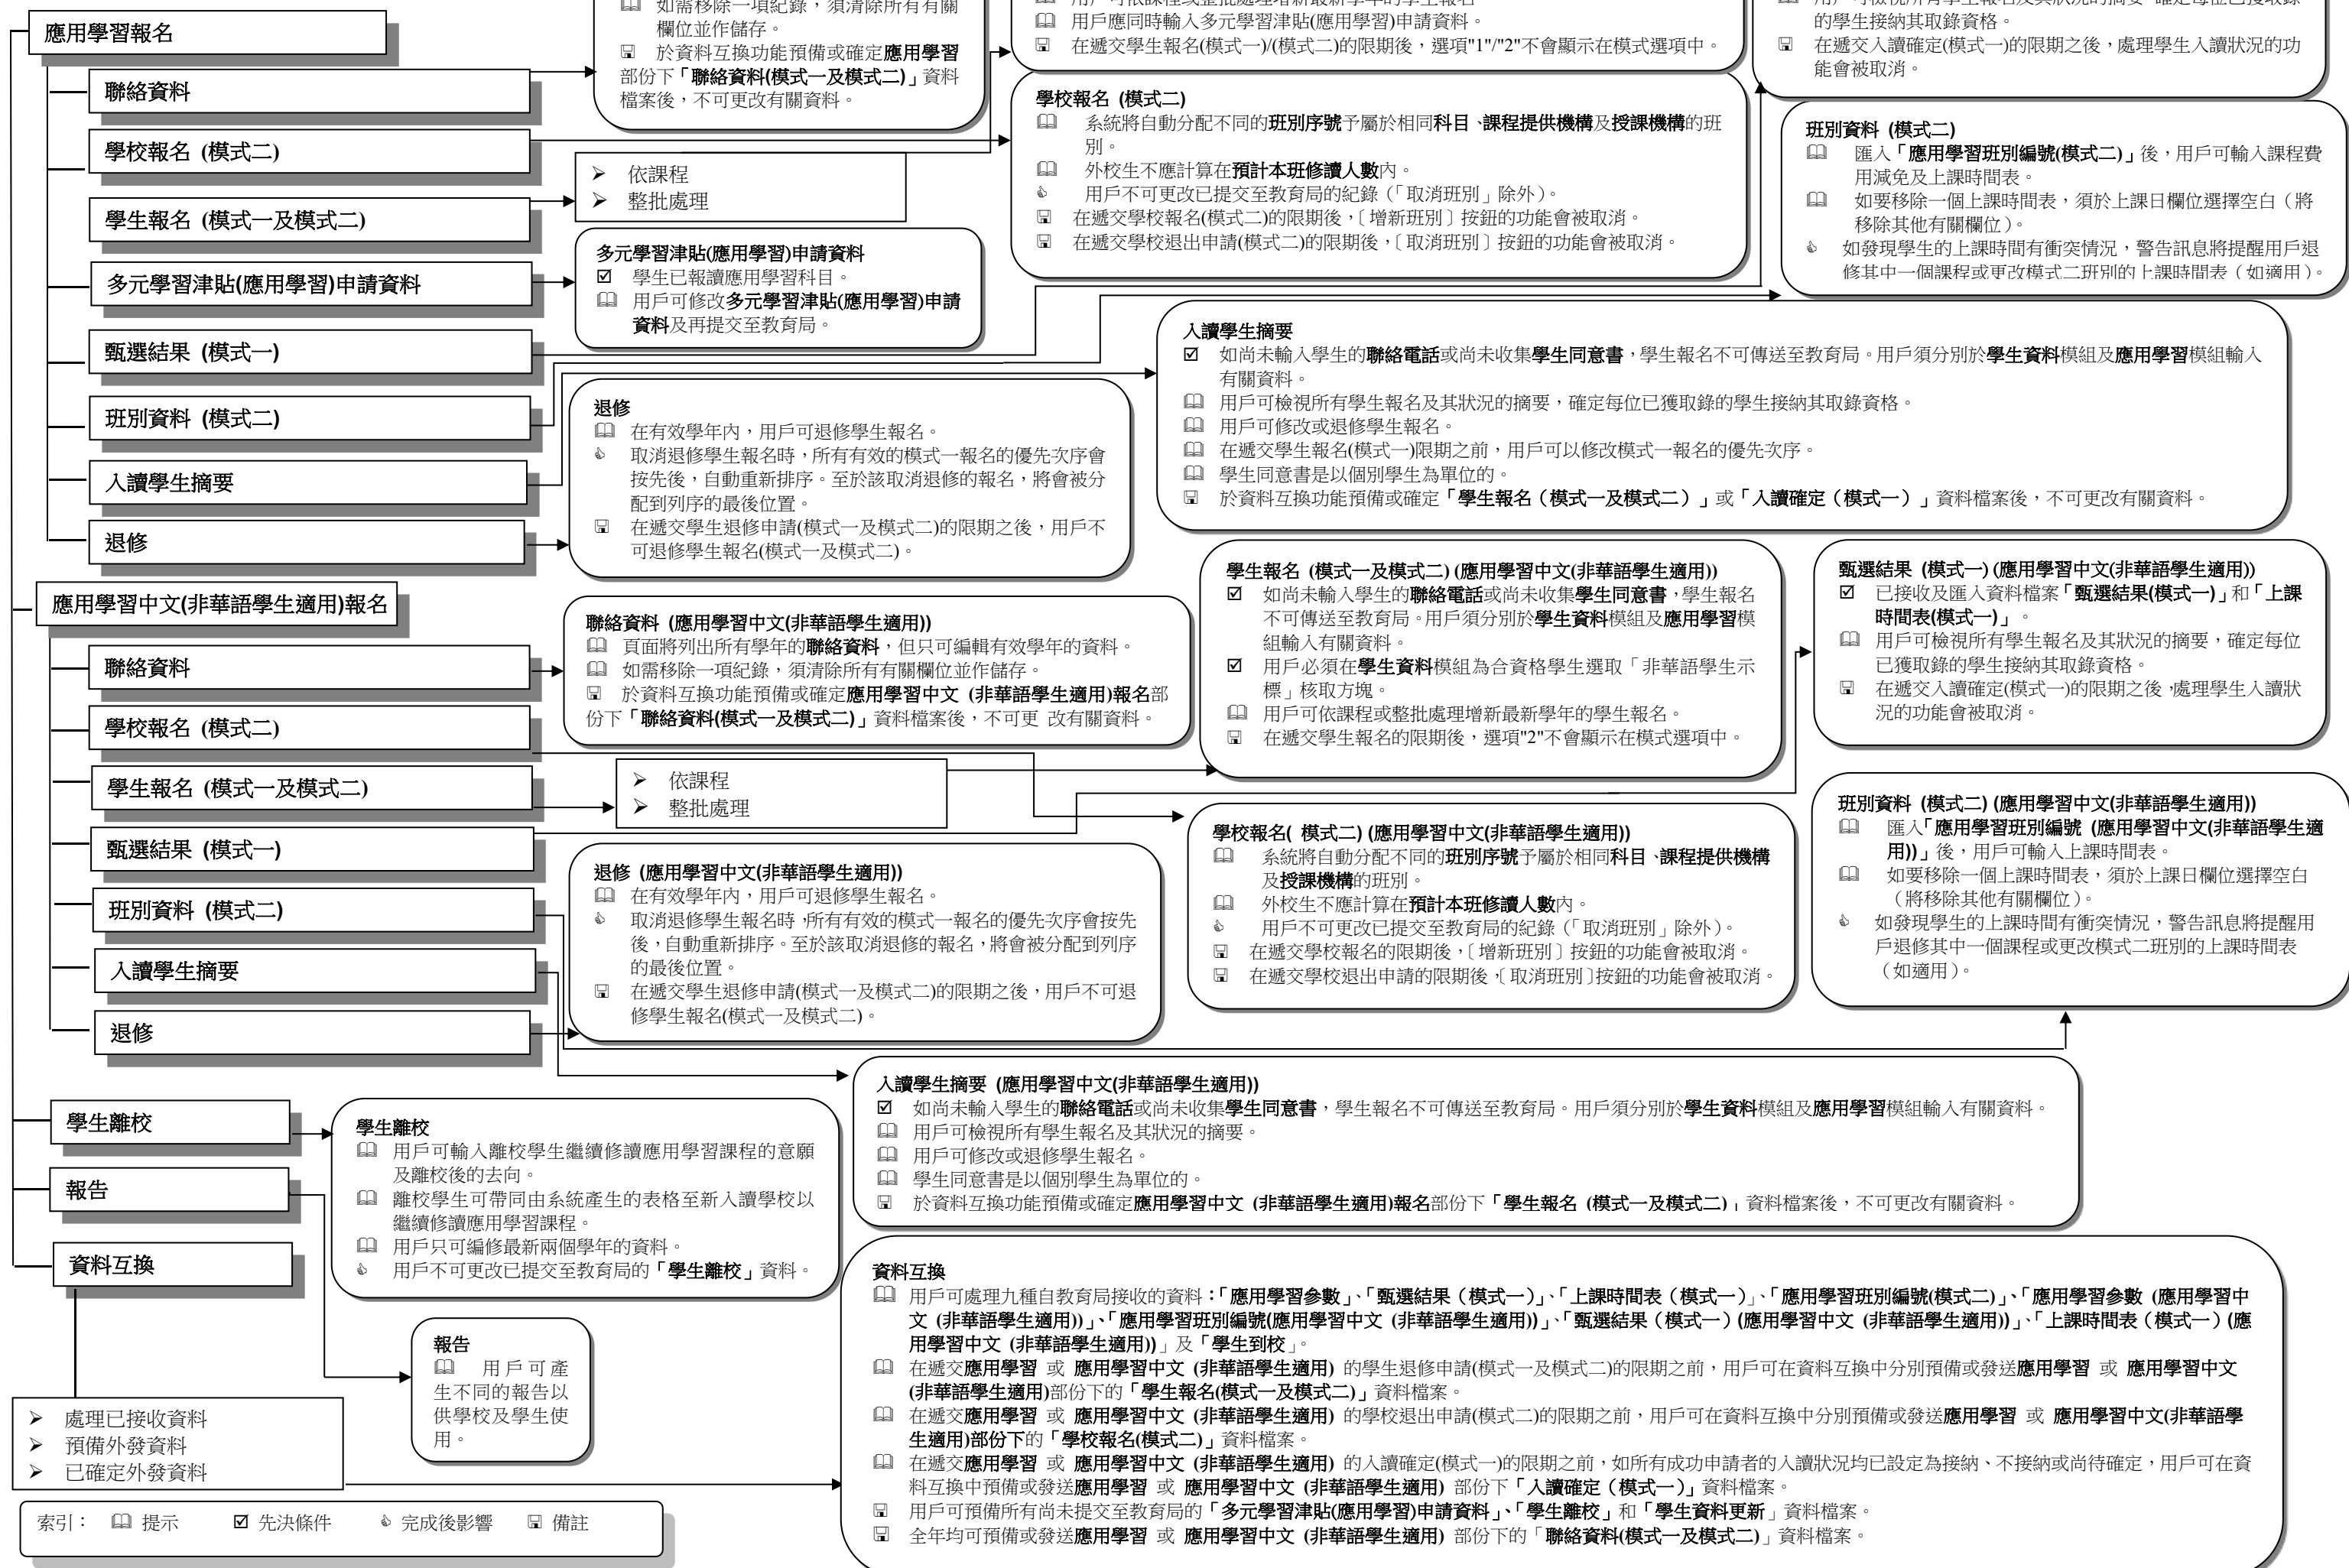 應用學習報名
聯絡資料
學校報名 (模式二)
學生報名 (模式一及模式二)
多元學習津貼(應用學習)申請資料
甄選結果 (模式一)
班別資料 (模式二)
入讀學生摘要
退修
如需移除一項紀錄，須清除所有有關
欄位並作儲存。
於資料互換功能預備或確定應用學習
部份下「聯絡資料(模式一及模式二)」資料
檔案後，不可更改有關資料。
用戶應同時輸入多元學習津貼(應用學習)申請資料。
在遞交學生報名(模式一)/(模式二)的限期後，選項"1"/"2"不會顯示在模式選項中。
的學生接納其取錄資格。
在遞交入讀確定(模式一)的限期之後，處理學生入讀狀況的功
能會被取消。
學校報名 (模式二)
系統將自動分配不同的班別序號予屬於相同科目、課程提供機構及授課機構的班
別。
外校生不應計算在預計本班修讀人數內。
用戶不可更改已提交至教育局的紀錄（「取消班別」除外）。
在遞交學校報名(模式二)的限期後，〔增新班別〕按鈕的功能會被取消。
在遞交學校退出申請(模式二)的限期後，〔取消班別〕按鈕的功能會被取消。
班別資料 (模式二)
匯入「應用學習班別編號(模式二)」後，用戶可輸入課程費
用減免及上課時間表。
如要移除一個上課時間表，須於上課日欄位選擇空白（將
移除其他有關欄位）。
如發現學生的上課時間有衝突情況，警告訊息將提醒用戶退
修其中一個課程或更改模式二班別的上課時間表（如適用）。
➢ 依課程
➢ 整批處理
多元學習津貼(應用學習)申請資料
☑ 學生已報讀應用學習科目。
用戶可修改多元學習津貼(應用學習)申請
資料及再提交至教育局。
入讀學生摘要
☑ 如尚未輸入學生的聯絡電話或尚未收集學生同意書，學生報名不可傳送至教育局。用戶須分別於學生資料模組及應用學習模組輸入
有關資料。
用戶可檢視所有學生報名及其狀況的摘要，確定每位已獲取錄的學生接納其取錄資格。
用戶可修改或退修學生報名。
在遞交學生報名(模式一)限期之前，用戶可以修改模式一報名的優先次序。
學生同意書是以個別學生為單位的。
於資料互換功能預備或確定「學生報名（模式一及模式二）」或「入讀確定（模式一）」資料檔案後，不可更改有關資料。
退修
在有效學年內，用戶可退修學生報名。
取消退修學生報名時，所有有效的模式一報名的優先次序會
按先後，自動重新排序。至於該取消退修的報名，將會被分
配到列序的最後位置。
在遞交學生退修申請(模式一及模式二)的限期之後，用戶不
可退修學生報名(模式一及模式二)。
應用學習中文(非華語學生適用)報名
聯絡資料
學校報名 (模式二)
學生報名 (模式一及模式二)
甄選結果 (模式一)
班別資料 (模式二)
入讀學生摘要
退修
聯絡資料 (應用學習中文(非華語學生適用))
頁面將列出所有學年的聯絡資料，但只可編輯有效學年的資料。
如需移除一項紀錄，須清除所有有關欄位並作儲存。
於資料互換功能預備或確定應用學習中文 (非華語學生適用)報名部
份下「聯絡資料(模式一及模式二)」資料檔案後，不可更 改有關資料。
學生報名 (模式一及模式二) (應用學習中文(非華語學生適用))
☑ 如尚未輸入學生的聯絡電話或尚未收集學生同意書，學生報名
不可傳送至教育局。用戶須分別於學生資料模組及應用學習模
組輸入有關資料。
☑ 用戶必須在學生資料模組為合資格學生選取「非華語學生示
標」核取方塊。
用戶可依課程或整批處理增新最新學年的學生報名。
在遞交學生報名的限期後，選項"2"不會顯示在模式選項中。
甄選結果 (模式一) (應用學習中文(非華語學生適用))
☑ 已接收及匯入資料檔案「甄選結果(模式一)」和「上課
時間表(模式一)」。
用戶可檢視所有學生報名及其狀況的摘要，確定每位
已獲取錄的學生接納其取錄資格。
在遞交入讀確定(模式一)的限期之後，處理學生入讀狀
況的功能會被取消。
➢ 依課程
➢ 整批處理
學校報名( 模式二) (應用學習中文(非華語學生適用))
系統將自動分配不同的班別序號予屬於相同科目、課程提供機構
及授課機構的班別。
外校生不應計算在預計本班修讀人數內。
用戶不可更改已提交至教育局的紀錄（「取消班別」除外）。
在遞交學校報名的限期後，〔增新班別〕按鈕的功能會被取消。
在遞交學校退出申請的限期後，〔取消班別〕按鈕的功能會被取消。
班別資料 (模式二) (應用學習中文(非華語學生適用))
匯入「應用學習班別編號 (應用學習中文(非華語學生適
用))」後，用戶可輸入上課時間表。
如要移除一個上課時間表，須於上課日欄位選擇空白
（將移除其他有關欄位）。
如發現學生的上課時間有衝突情況，警告訊息將提醒用
戶退修其中一個課程或更改模式二班別的上課時間表
（如適用）。
退修 (應用學習中文(非華語學生適用))
在有效學年內，用戶可退修學生報名。
取消退修學生報名時，所有有效的模式一報名的優先次序會按先
後，自動重新排序。至於該取消退修的報名，將會被分配到列序
的最後位置。
在遞交學生退修申請(模式一及模式二)的限期之後，用戶不可退
修學生報名(模式一及模式二)。
入讀學生摘要 (應用學習中文(非華語學生適用))
☑ 如尚未輸入學生的聯絡電話或尚未收集學生同意書，學生報名不可傳送至教育局。用戶須分別於學生資料模組及應用學習模組輸入有關資料。
用戶可檢視所有學生報名及其狀況的摘要。
用戶可修改或退修學生報名。
學生同意書是以個別學生為單位的。
於資料互換功能預備或確定應用學習中文 (非華語學生適用)報名部份下「學生報名 (模式一及模式二)」資料檔案後，不可更改有關資料。
學生離校
報告
資料互換
學生離校
用戶可輸入離校學生繼續修讀應用學習課程的意願
及離校後的去向。
離校學生可帶同由系統產生的表格至新入讀學校以
繼續修讀應用學習課程。
用戶只可編修最新兩個學年的資料。
用戶不可更改已提交至教育局的「學生離校」資料。
報告
用戶可產
生不同的報告以
供學校及學生使
用。
➢ 處理已接收資料
➢ 預備外發資料
➢ 已確定外發資料
資料互換
用戶可處理九種自教育局接收的資料：「應用學習參數」、「甄選結果（模式一）」、「上課時間表（模式一）」、「應用學習班別編號(模式二)」、「應用學習參數 (應用學習中
文 (非華語學生適用))」、「應用學習班別編號(應用學習中文 (非華語學生適用))」、「甄選結果（模式一）(應用學習中文 (非華語學生適用))」、「上課時間表（模式一）(應
用學習中文 (非華語學生適用))」及「學生到校」。
在遞交應用學習 或 應用學習中文 (非華語學生適用) 的學生退修申請(模式一及模式二)的限期之前，用戶可在資料互換中分別預備或發送應用學習 或 應用學習中文
(非華語學生適用)部份下的「學生報名(模式一及模式二)」資料檔案。
在遞交應用學習 或 應用學習中文 (非華語學生適用) 的學校退出申請(模式二)的限期之前，用戶可在資料互換中分別預備或發送應用學習 或 應用學習中文(非華語學
生適用)部份下的「學校報名(模式二)」資料檔案。
在遞交應用學習 或 應用學習中文 (非華語學生適用) 的入讀確定(模式一)的限期之前，如所有成功申請者的入讀狀況均已設定為接納、不接納或尚待確定，用戶可在資
料互換中預備或發送應用學習 或 應用學習中文 (非華語學生適用) 部份下「入讀確定（模式一）」資料檔案。
用戶可預備所有尚未提交至教育局的「多元學習津貼(應用學習)申請資料」、「學生離校」和「學生資料更新」資料檔案。
全年均可預備或發送應用學習 或 應用學習中文 (非華語學生適用) 部份下的「聯絡資料(模式一及模式二)」資料檔案。
索引： 提示 ☑ 先決條件 完成後影響 備註